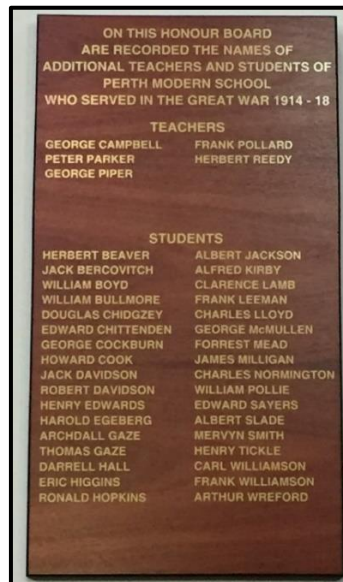 ON THIS HONOUR BOARD
ARE RECORDED THE NAMES OF
ADDITIONAL TEACHERS AND STUDENTS OF
PERTH MODERN SCHOOL
WHO SERVED IN THE GREAT WAR 1914 - 18
TEACHERS
GEORGE CAMPBELL FRANK POLLARD
PETER PARKER HERBERT REEDY
GEORGE PIPER
STUDENTS
HERBERT BEAVER ALBERT JACKSON
JACK BERCOVITCH ALFRED KIRBY
WILLIAM BOYD CLARENCE LAMB
WILLIAM BULLMORE FRANK LEEMAN
DOUGLAS CHIDGZEY CHARLES LLOYD
EDWARD CHITTENDEN GEORGE McMULLEN
GEORGE COCKBURN FORREST MEAD
HOWARD COOK JAMES MILLIGAN
JACK DAVIDSON CHARLES NORMINGTON
ROBERT DAVIDSON WILLIAM POLLIE
HENRY EDWARDS EDWARD SAYERS
HAROLD EGEBERG ALBERT SLADE
ARCHDALL GAZE MERVYN SMITH
THOMAS GAZE HENRY TICKLE
DARRELL HALL CARL WILLIAMSON
ERIC HIGGINS FRANK WILLIAMSON
RONALD HOPKINS ARTHUR WREFORD